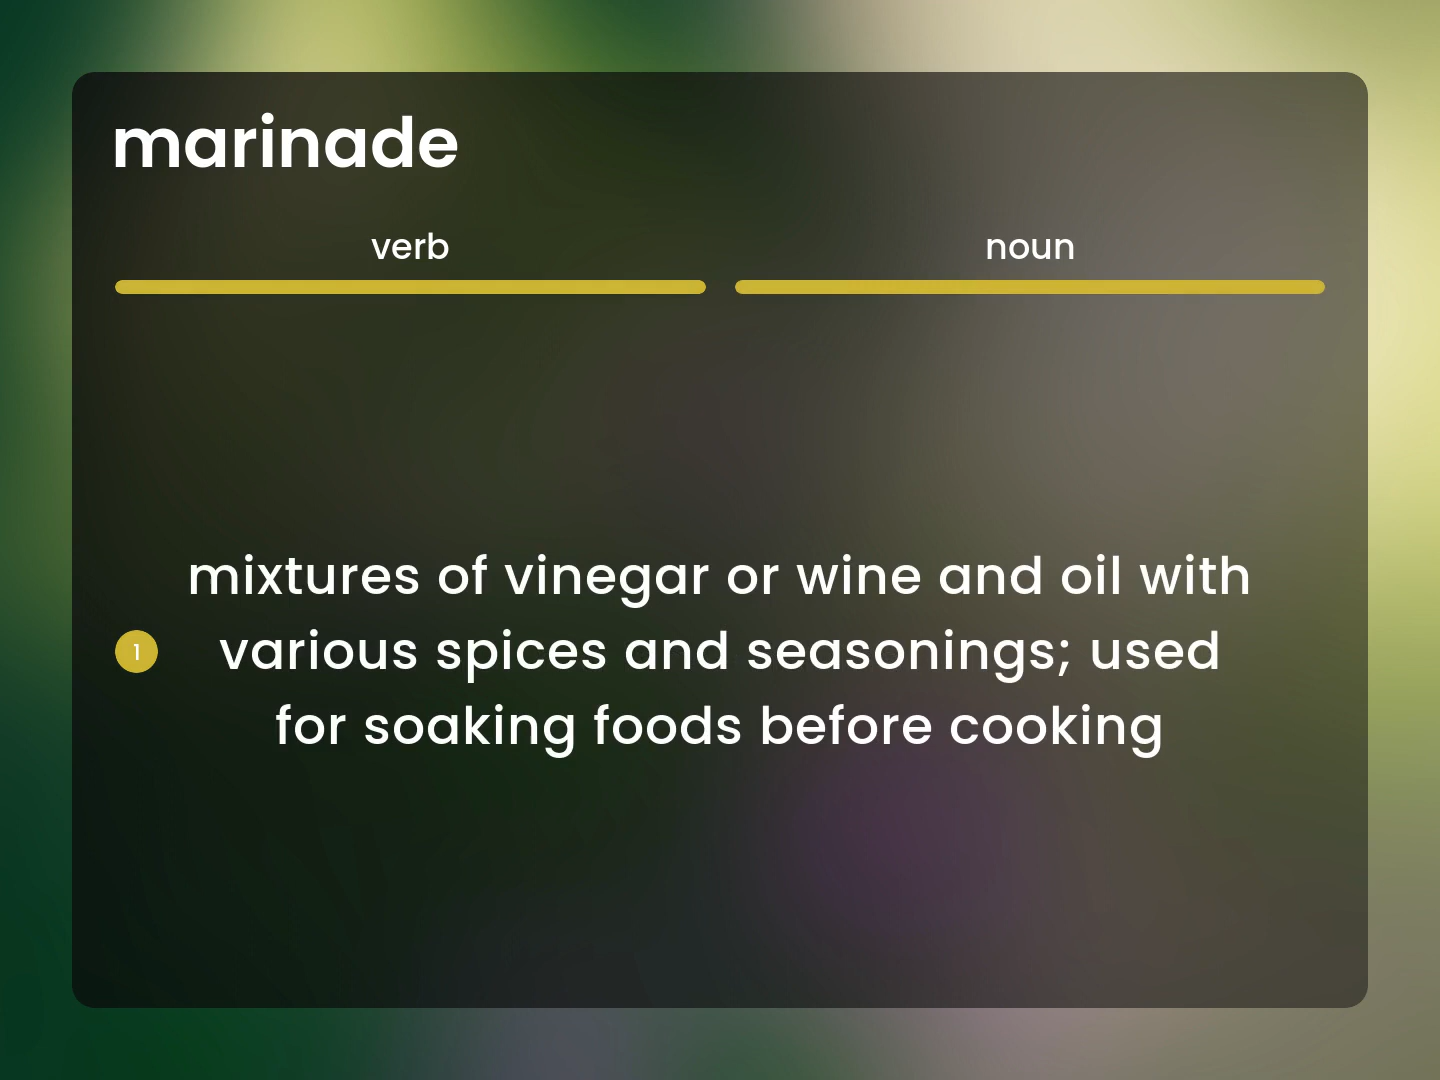 marinade
verb
noun
mixtures of vinegar or wine and oil with
1 various spices and seasonings; used
for soaking foods before cooking